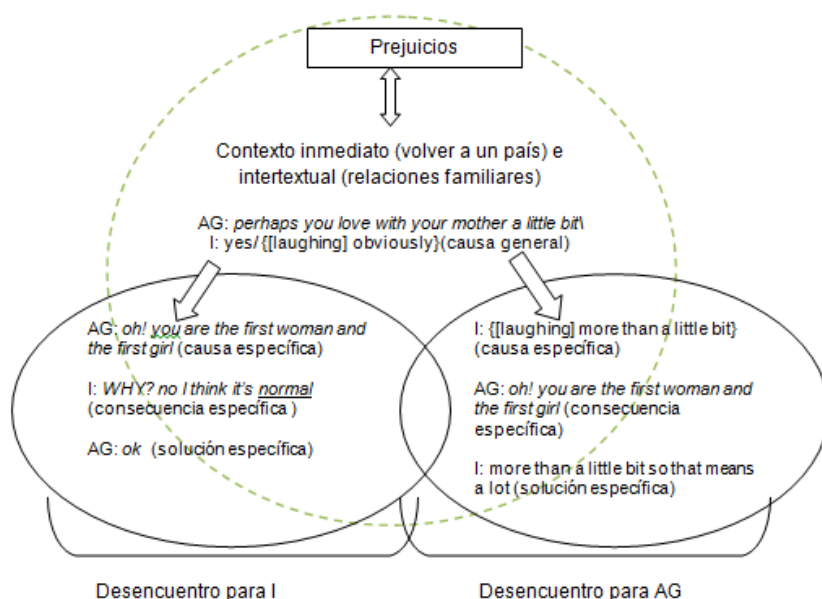 Prejuicios
Contexto inmediato (volver a un país) e
intertextual (relaciones familiares)
AG: perhaps you love with your mother a little bit\
I: yes/ {[laughing] obviously}(causa general)
AG: oh! you are the first woman and
the first girl (causa específica)
I: WHY? no I think it's normal
(consecuencia específica )
AG: ok (solución específica)
I: {[laughing] more than a little bit}
(causa específica)
AG: oh! you are the first woman and
the first girl (consecuencia
específica)
I: more than a little bit so that means
a lot (solución específica)
Desencuentro para I
Desencuentro para AG